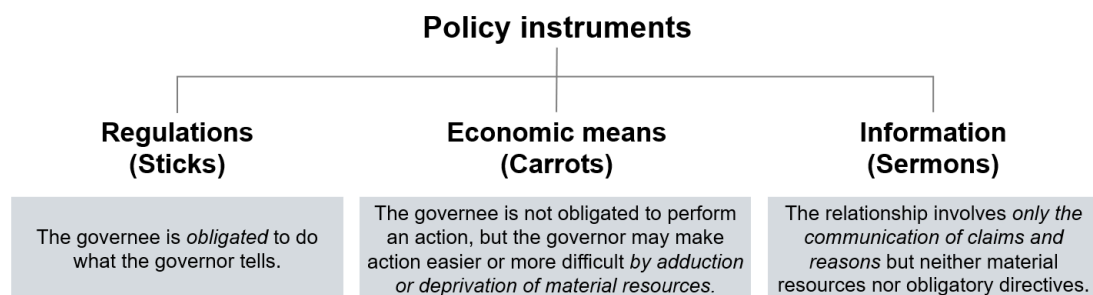 Policy instruments
Regulations
(Sticks)
The governee is obligated to do
what the governor tells.
Economic means
(Carrots)
The governee is not obligated to perform
an action, but the governor may make
action easier or more difficult by adduction
or deprivation of material resources.
Information
(Sermons)
The relationship involves only the
communication of claims and
reasons but neither material
resources nor obligatory directives.